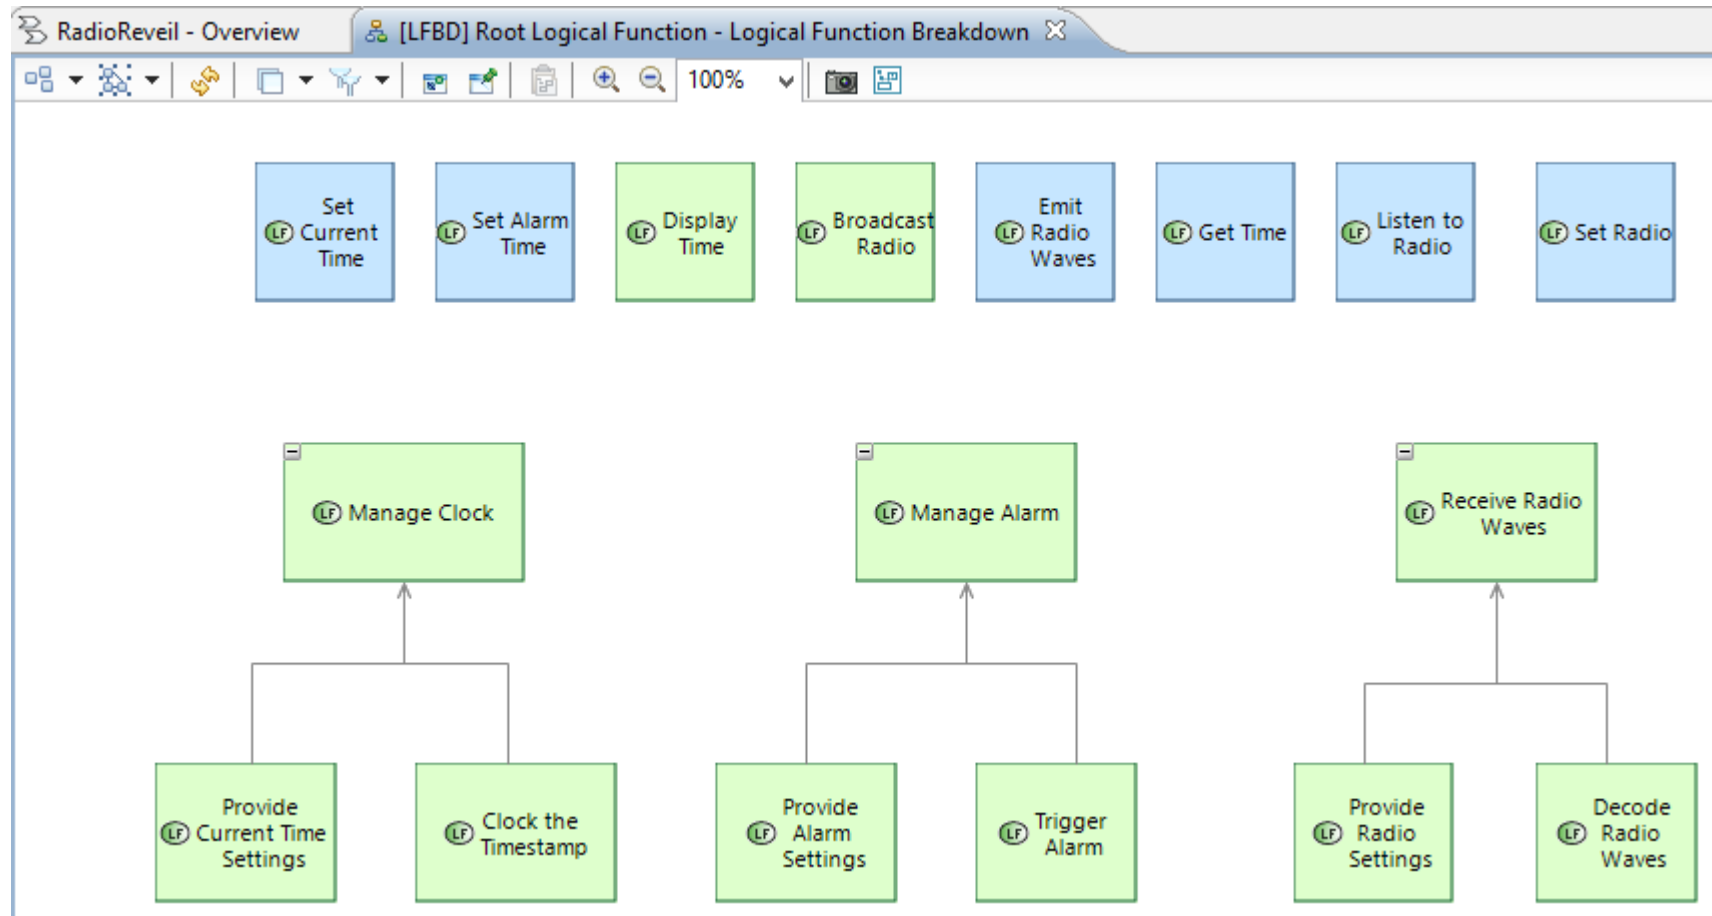 RadioReveil - Overview
[LFBD] Root Logical Function - Logical Function Breakdown
100%
Set
LF Current
Time
LF Set Alarm
Time
LF Display
Time
LF Broadcast
Radio
Emit
LF Radio
Waves
LF Get Time
LF Listen to
Radio
LF Set Radio
LF Manage Clock
LF Manage Alarm
LF Receive Radio
Waves
Provide
LF Current Time
Settings
LF Clock the
Timestamp
Provide
LF Alarm
Settings
LF Trigger
Alarm
Provide
LF Radio
Settings
Decode
LF Radio
Waves